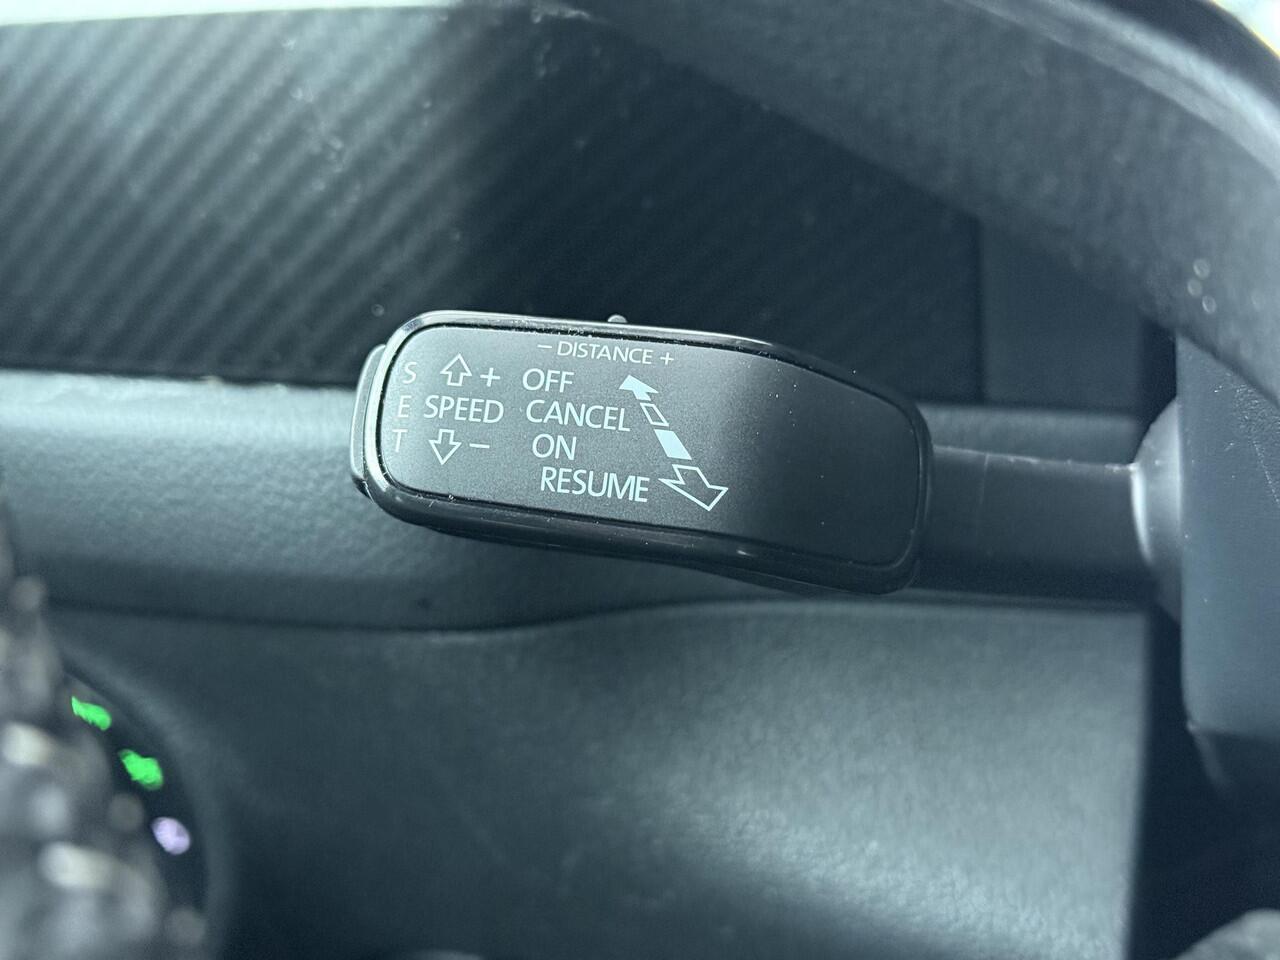 − DISTANCE +
S + OFF
E SPEED CANCEL
T − ON
RESUME